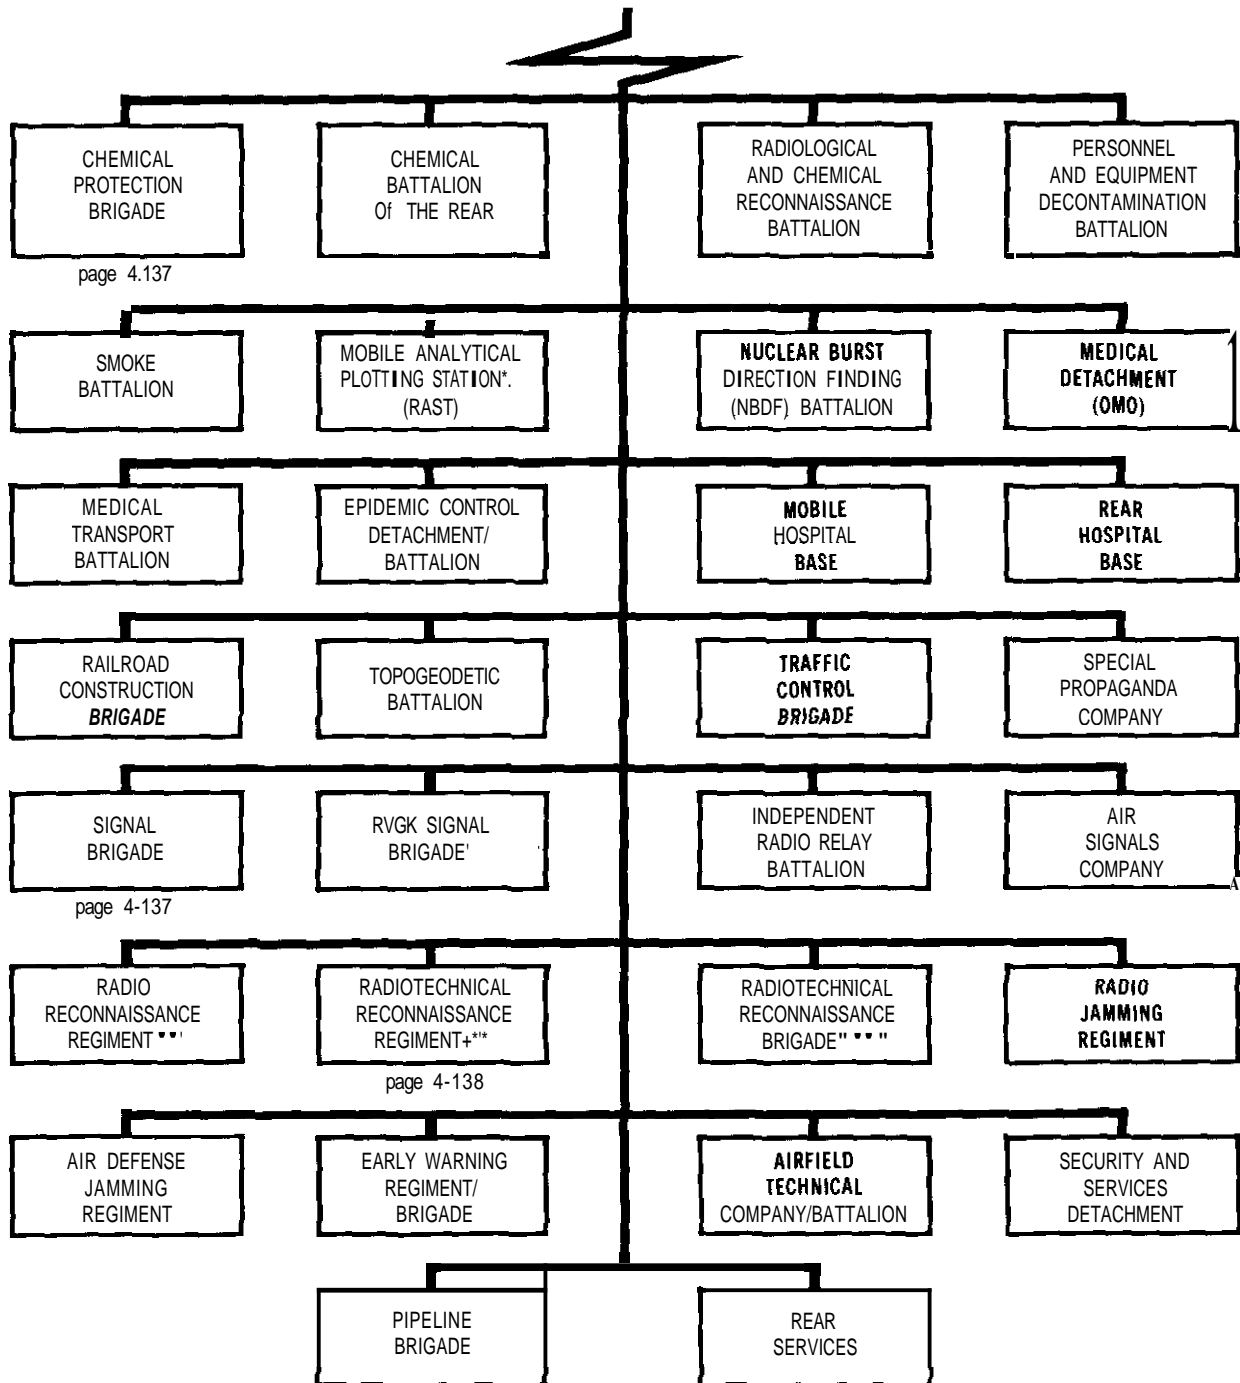 CHEMICAL
PROTECTION
BRIGADE
CHEMICAL
BATTALION
Of THE REAR
RADIOLOGICAL
AND CHEMICAL
RECONNAISSANCE
BATTALION
PERSONNEL
AND EQUIPMENT
DECONTAMINATION
BATTALION
page 4.137
SMOKE
BATTALION
MOBILE ANALYTICAL
PLOTTING STATION*.
(RAST)
NUCLEAR BURST
DIRECTION FINDING
(NBDF) BATTALION
MEDICAL
DETACHMENT
(OMO)
MEDICAL
TRANSPORT
BATTALION
EPIDEMIC CONTROL
DETACHMENT/
BATTALION
MOBILE
HOSPITAL
BASE
REAR
HOSPITAL
BASE
RAILROAD
CONSTRUCTION
BRIGADE
TOPOGEODETIC
BATTALION
TRAFFIC
CONTROL
BRIGADE
SPECIAL
PROPAGANDA
COMPANY
SIGNAL
BRIGADE
RVGK SIGNAL
BRIGADE'
INDEPENDENT
RADIO RELAY
BATTALION
AIR
SIGNALS
COMPANY
page 4-137
RADIO
RECONNAISSANCE
REGIMENT **'
RADIOTECHNICAL
RECONNAISSANCE
REGIMENT+*'*
RADIOTECHNICAL
RECONNAISSANCE
BRIGADE" ** "
RADIO
JAMMING
REGIMENT
page 4-138
AIR DEFENSE
JAMMING
REGIMENT
EARLY WARNING
REGIMENT/
BRIGADE
AIRFIELD
TECHNICAL
COMPANY/BATTALION
SECURITY AND
SERVICES
DETACHMENT
PIPELINE
BRIGADE
REAR
SERVICES